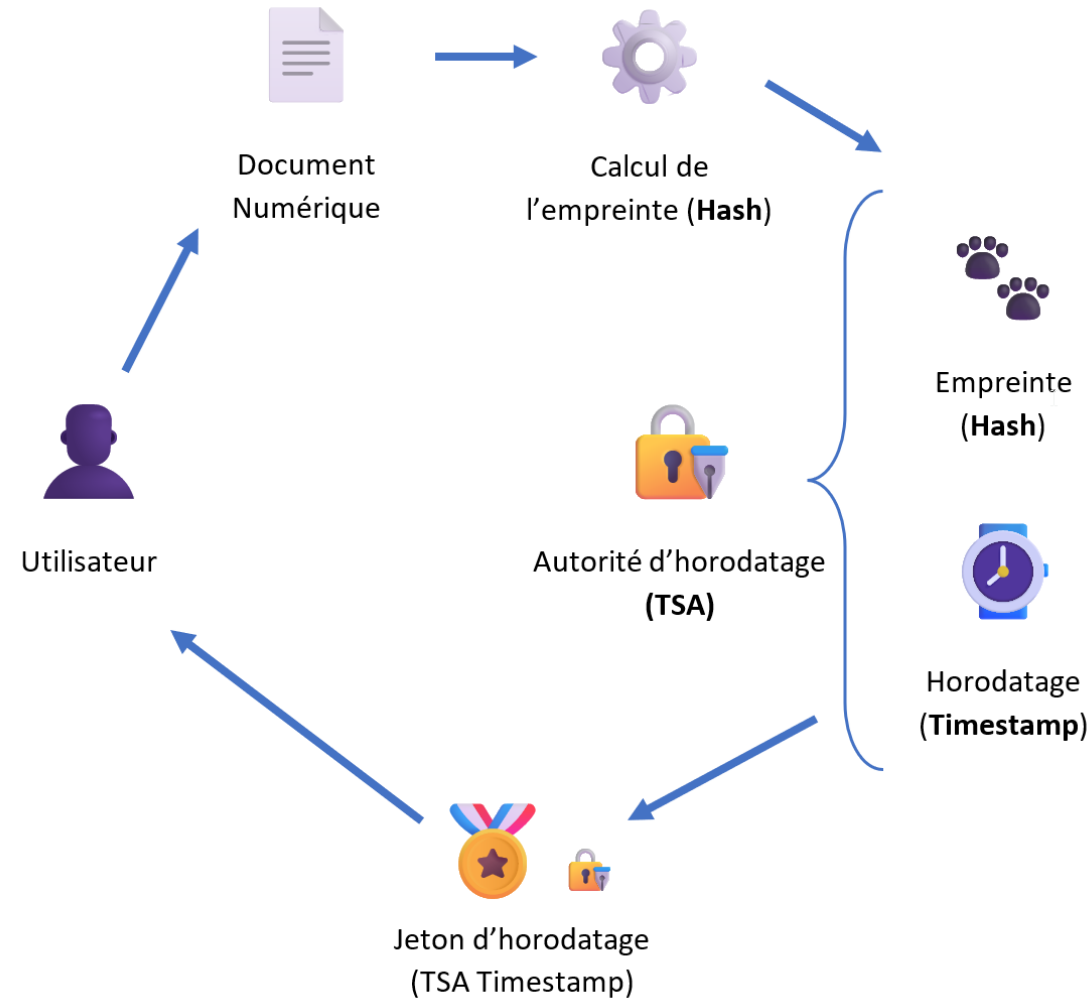 Document
Numérique
Calcul de
l’empreinte (Hash)
Empreinte
(Hash)
Utilisateur
Autorité d’horodatage
(TSA)
Horodatage
(Timestamp)
Jeton d’horodatage
(TSA Timestamp)